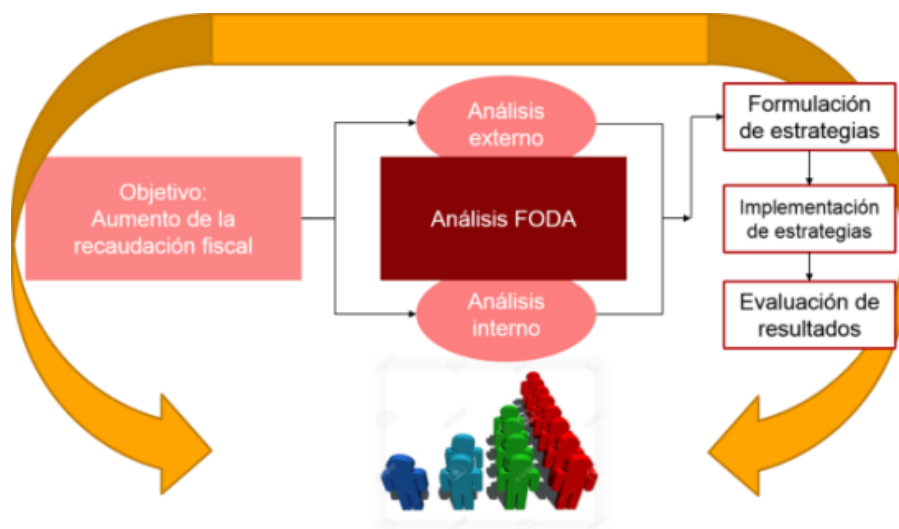 Objetivo:
Aumento de la
recaudación fiscal
Análisis
externo
Análisis FODA
Análisis
interno
Formulación
de estrategias
Implementación
de estrategias
Evaluación de
resultados